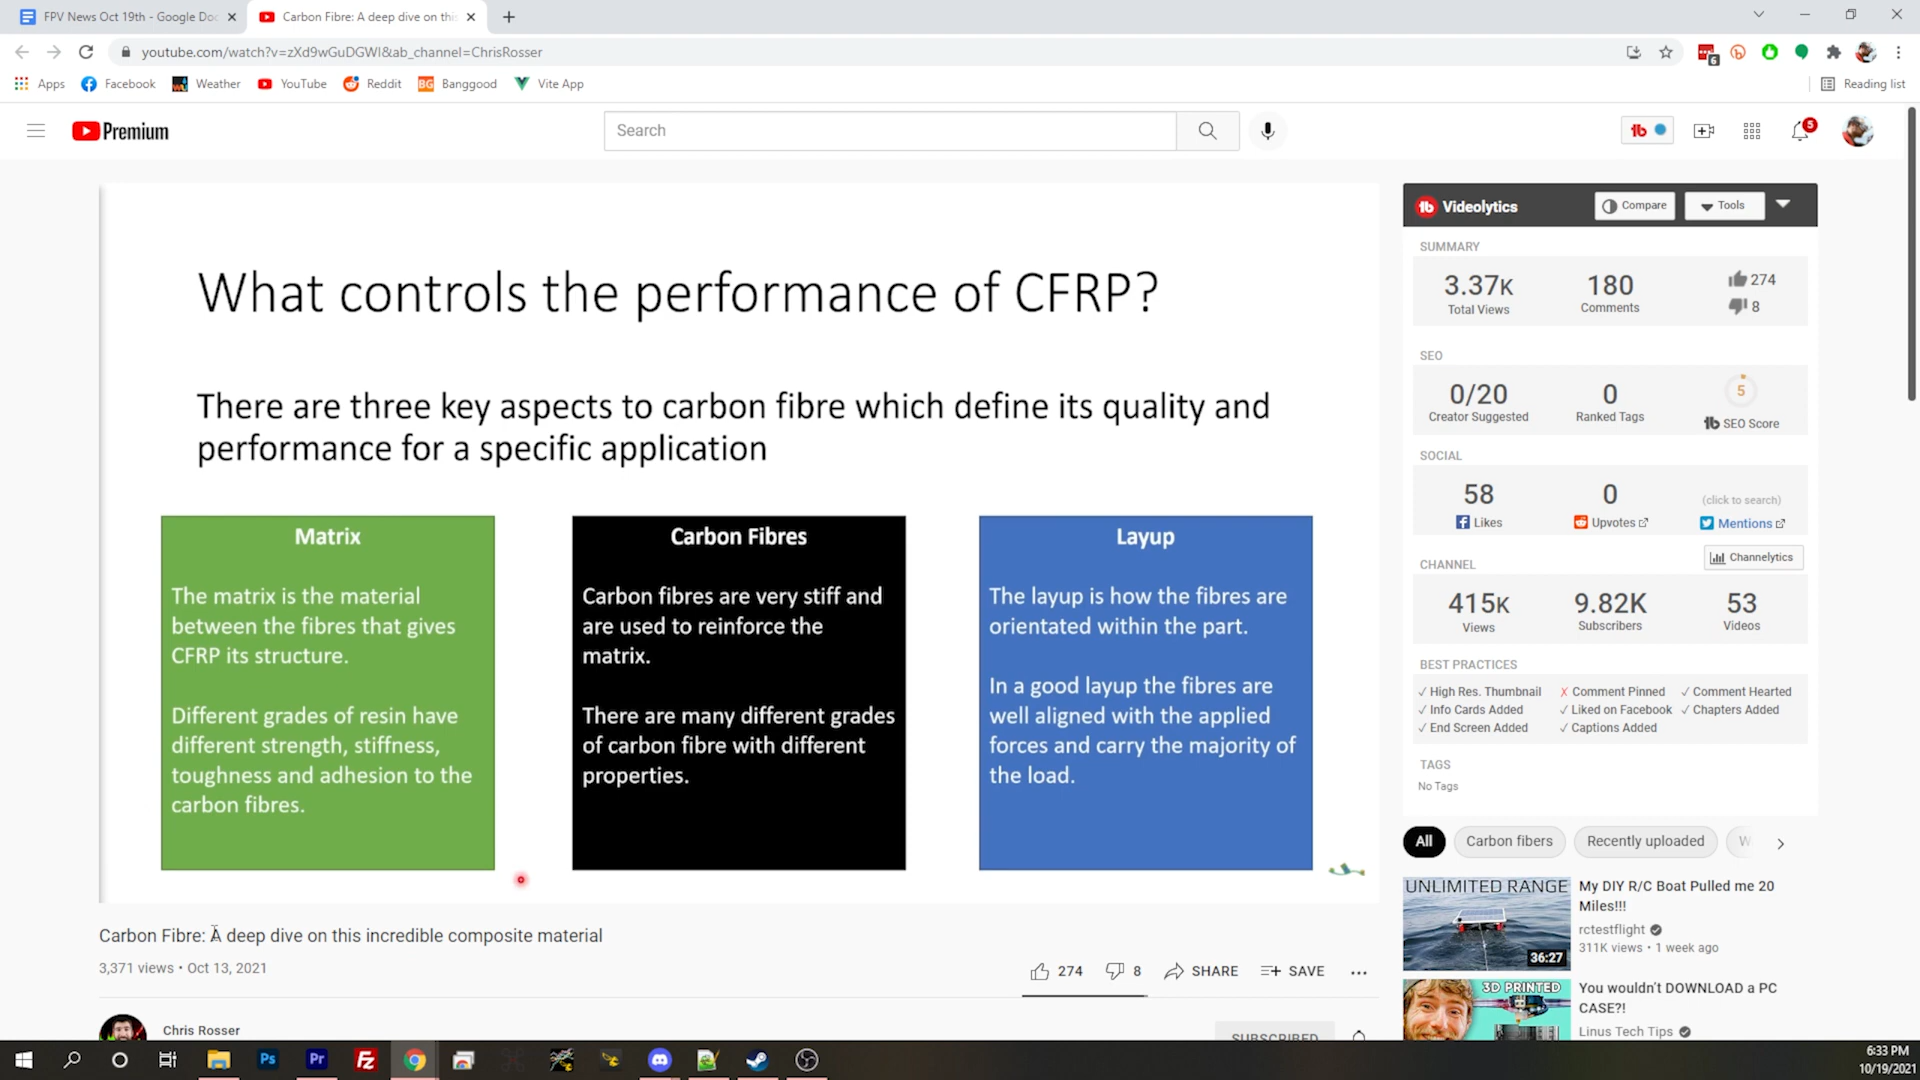 FPV News Oct 19th - Google Doc
Carbon Fibre: A deep dive on this
youtube.com/watch?v=zXd9wGuDGWI&ab_channel=ChrisRosser
6
Apps
Facebook
Weather
YouTube
Reddit
BG Banggood
Vite App
Reading list
Premium
Search
5
What controls the performance of CFRP?
There are three key aspects to carbon fibre which define its quality and
performance for a specific application
Matrix
The matrix is the material
between the fibres that gives
CFRP its structure.
Different grades of resin have
different strength, stiffness,
toughness and adhesion to the
carbon fibres.
Carbon Fibres
Carbon fibres are very stiff and
are used to reinforce the
matrix.
There are many different grades
of carbon fibre with different
properties.
Layup
The layup is how the fibres are
orientated within the part.
In a good layup the fibres are
well aligned with the applied
forces and carry the majority of
the load.
Carbon Fibre: A deep dive on this incredible composite material
3,371 views • Oct 13, 2021
274
8
SHARE
SAVE
Chris Rosser
SUBSCRIBED
Videolytics
Compare
Tools
SUMMARY
3.37K
Total Views
180
Comments
274
8
SEO
0/20
Creator Suggested
0
Ranked Tags
5
SEO Score
SOCIAL
58
Likes
0
Upvotes
(click to search)
Mentions
CHANNEL
Channelytics
415K
Views
9.82K
Subscribers
53
Videos
BEST PRACTICES
✓ High Res. Thumbnail
✗ Comment Pinned
✓ Comment Hearted
✓ Info Cards Added
✓ Liked on Facebook
✓ Chapters Added
✓ End Screen Added
✓ Captions Added
TAGS
No Tags
All
Carbon fibers
Recently uploaded
W
UNLIMITED RANGE
36:27
My DIY R/C Boat Pulled me 20
Miles!!!
rctestflight
311K views • 1 week ago
3D PRINTED
You wouldn't DOWNLOAD a PC
CASE?!
Linus Tech Tips
Ps
Pr
Fz
6:33 PM
10/19/2021